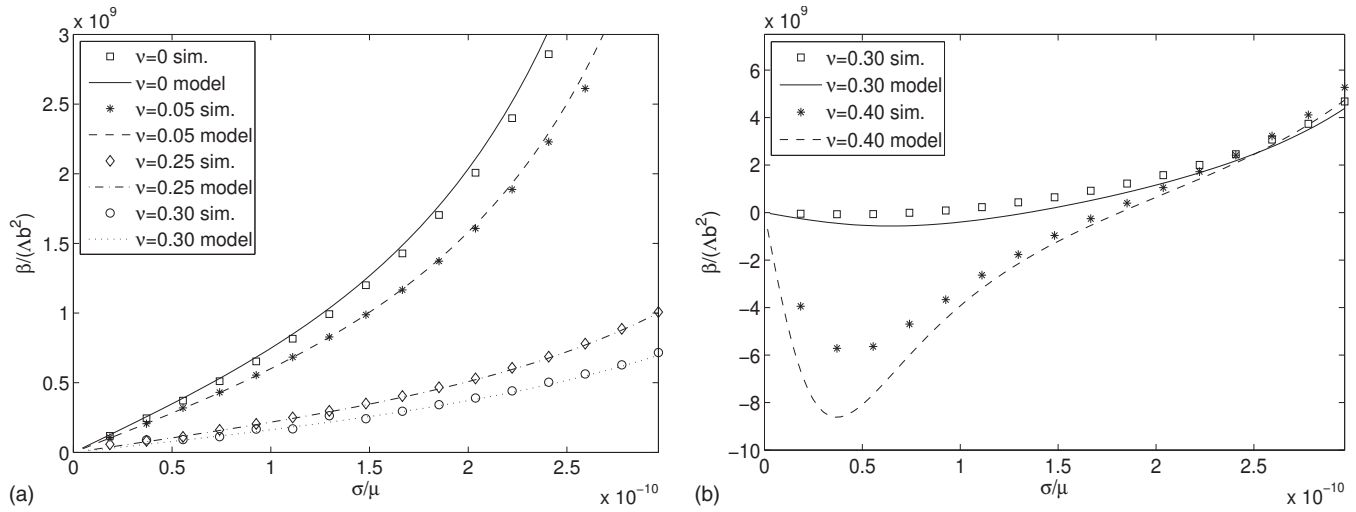 x 10^9
3
2.5
2
1.5
1
0.5
0
β/(Λb²)
ν=0 sim.
ν=0 model
ν=0.05 sim.
ν=0.05 model
ν=0.25 sim.
ν=0.25 model
ν=0.30 sim.
ν=0.30 model
0 0.5 1 1.5 2 2.5
σ/μ
x 10^−10
(a)
x 10^9
6
4
2
0
−2
−4
−6
−8
−10
β/(Λb²)
ν=0.30 sim.
ν=0.30 model
ν=0.40 sim.
ν=0.40 model
0 0.5 1 1.5 2 2.5
σ/μ
x 10^−10
(b)